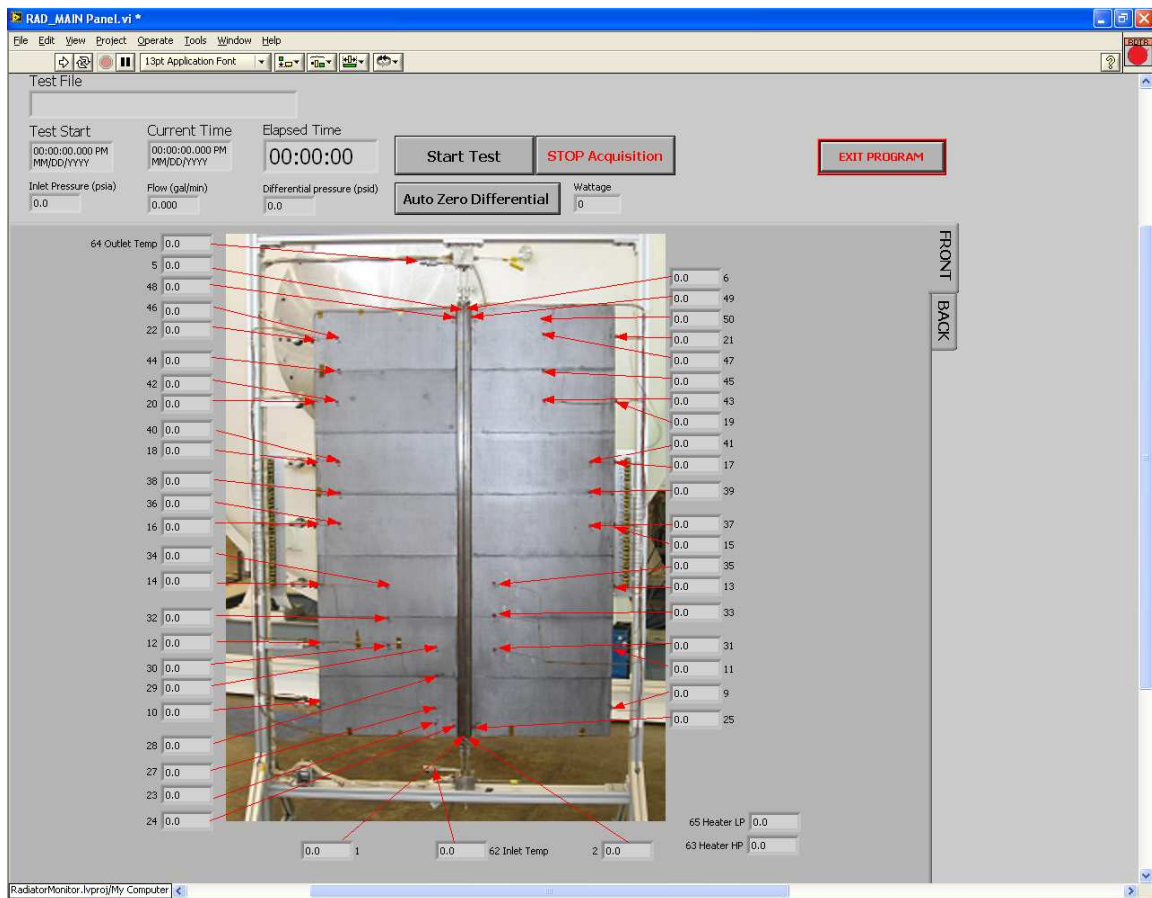 RAD_MAIN Panel.vi *
File Edit View Project Operate Tools Window Help
13pt Application Font
Test File
Test Start Current Time Elapsed Time
00:00:00.000 PM
MM/DD/YYYY
00:00:00.000 PM
MM/DD/YYYY
00:00:00
Start Test
STOP Acquisition
EXIT PROGRAM
Inlet Pressure (psia)
0.0
Flow (gal/min)
0.000
Differential pressure (psid)
0.0
Auto Zero Differential
Wattage
0
FRONT
BACK
64 Outlet Temp 0.0
5 0.0
48 0.0
46 0.0
22 0.0
44 0.0
42 0.0
20 0.0
40 0.0
18 0.0
38 0.0
36 0.0
16 0.0
34 0.0
14 0.0
32 0.0
12 0.0
30 0.0
29 0.0
10 0.0
28 0.0
27 0.0
23 0.0
24 0.0
0.0 6
0.0 49
0.0 50
0.0 21
0.0 47
0.0 45
0.0 43
0.0 19
0.0 41
0.0 17
0.0 39
0.0 37
0.0 15
0.0 35
0.0 13
0.0 33
0.0 31
0.0 11
0.0 9
0.0 25
0.0 1
0.0 62 Inlet Temp
2 0.0
65 Heater LP 0.0
63 Heater HP 0.0
RadiatorMonitor.lvproj/My Computer